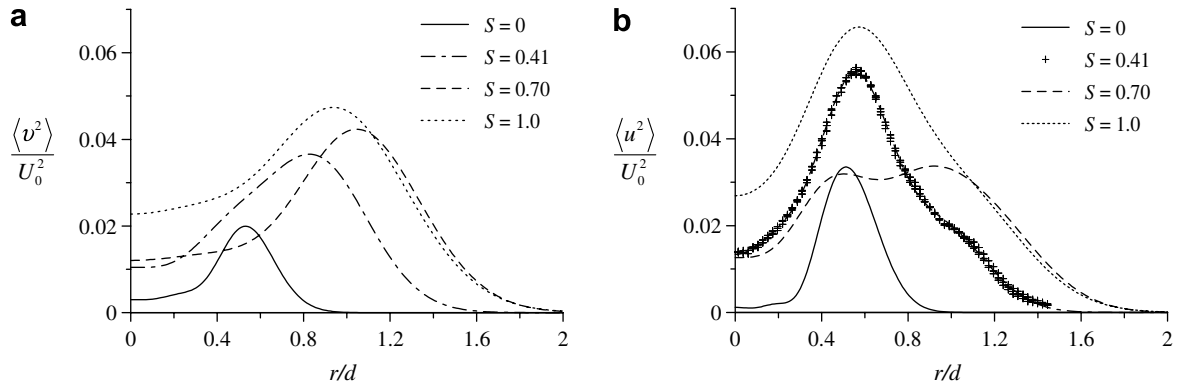 a
⟨υ²⟩
U₀²
0.06
0.04
0.02
0
0
0.4
0.8
1.2
1.6
2
r/d
S = 0
S = 0.41
S = 0.70
S = 1.0
b
⟨u²⟩
U₀²
0.06
0.04
0.02
0
0
0.4
0.8
1.2
1.6
2
r/d
S = 0
S = 0.41
S = 0.70
S = 1.0